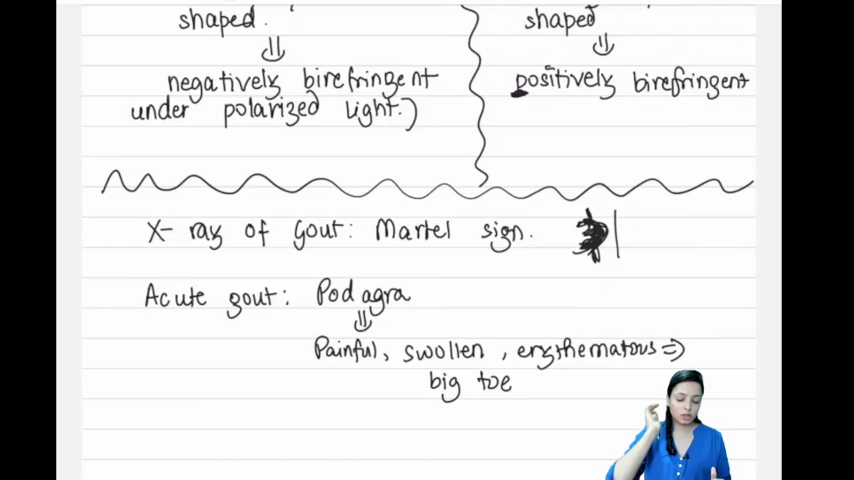 shaped.
negatively birefringent
under polarized light.)
shaped
positively birefringent
X-ray of gout: Martel sign.
Acute gout: Podagra
Painful, swollen, erythematous ⇒
big toe